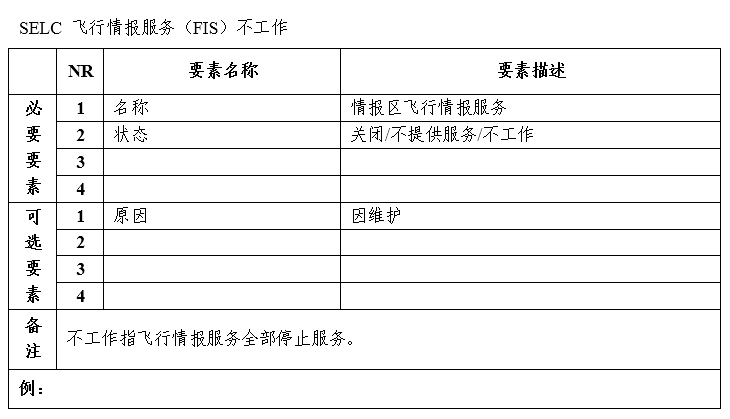 SELC 飞行情报服务（FIS）不工作
NR 要素名称 要素描述
必要要素
1 名称 情报区飞行情报服务
2 状态 关闭/不提供服务/不工作
3
4
可选要素
1 原因 因维护
2
3
4
备注 不工作指飞行情报服务全部停止服务。
例：